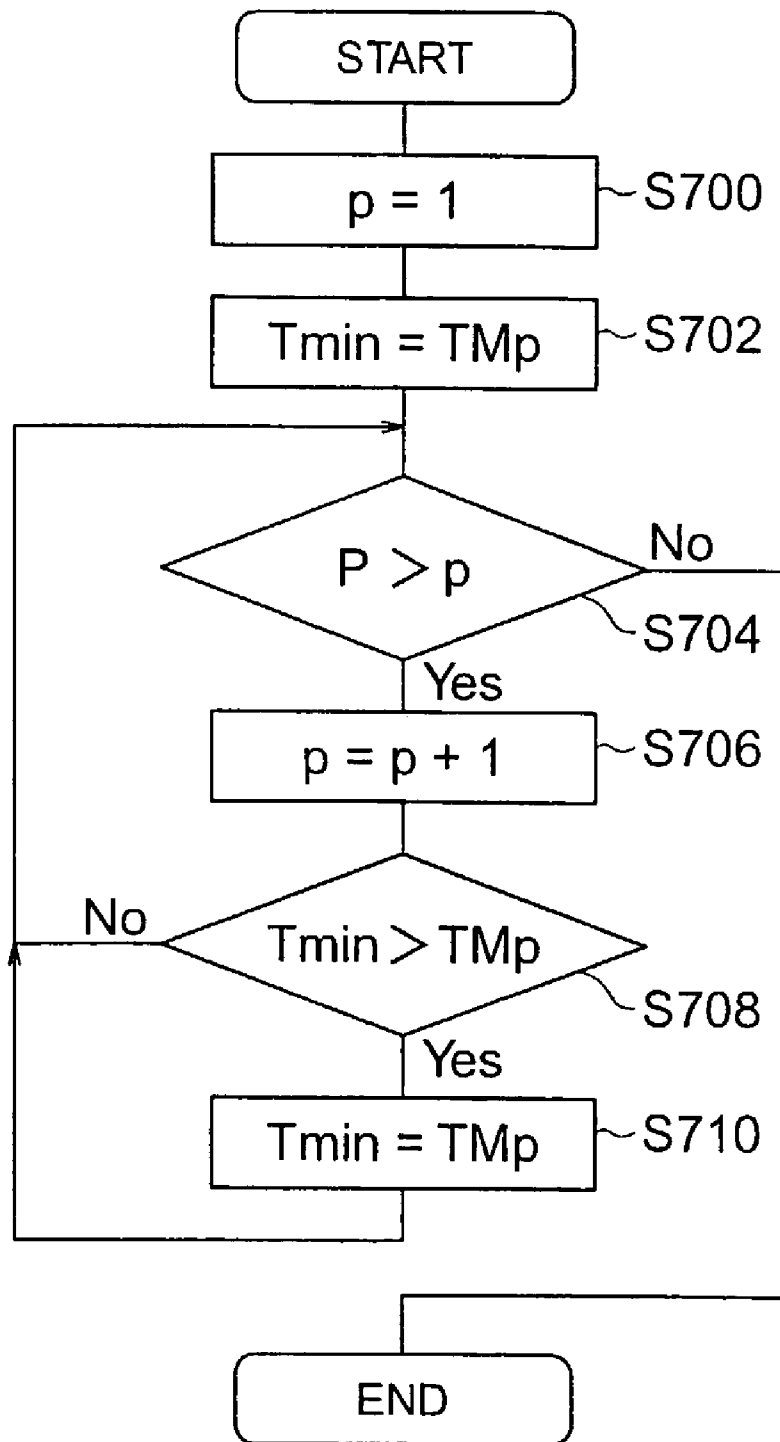 START
p = 1
S700
Tmin = TMp
S702
P > p
No
S704
Yes
p = p + 1
S706
No
Tmin > TMp
S708
Yes
Tmin = TMp
S710
END